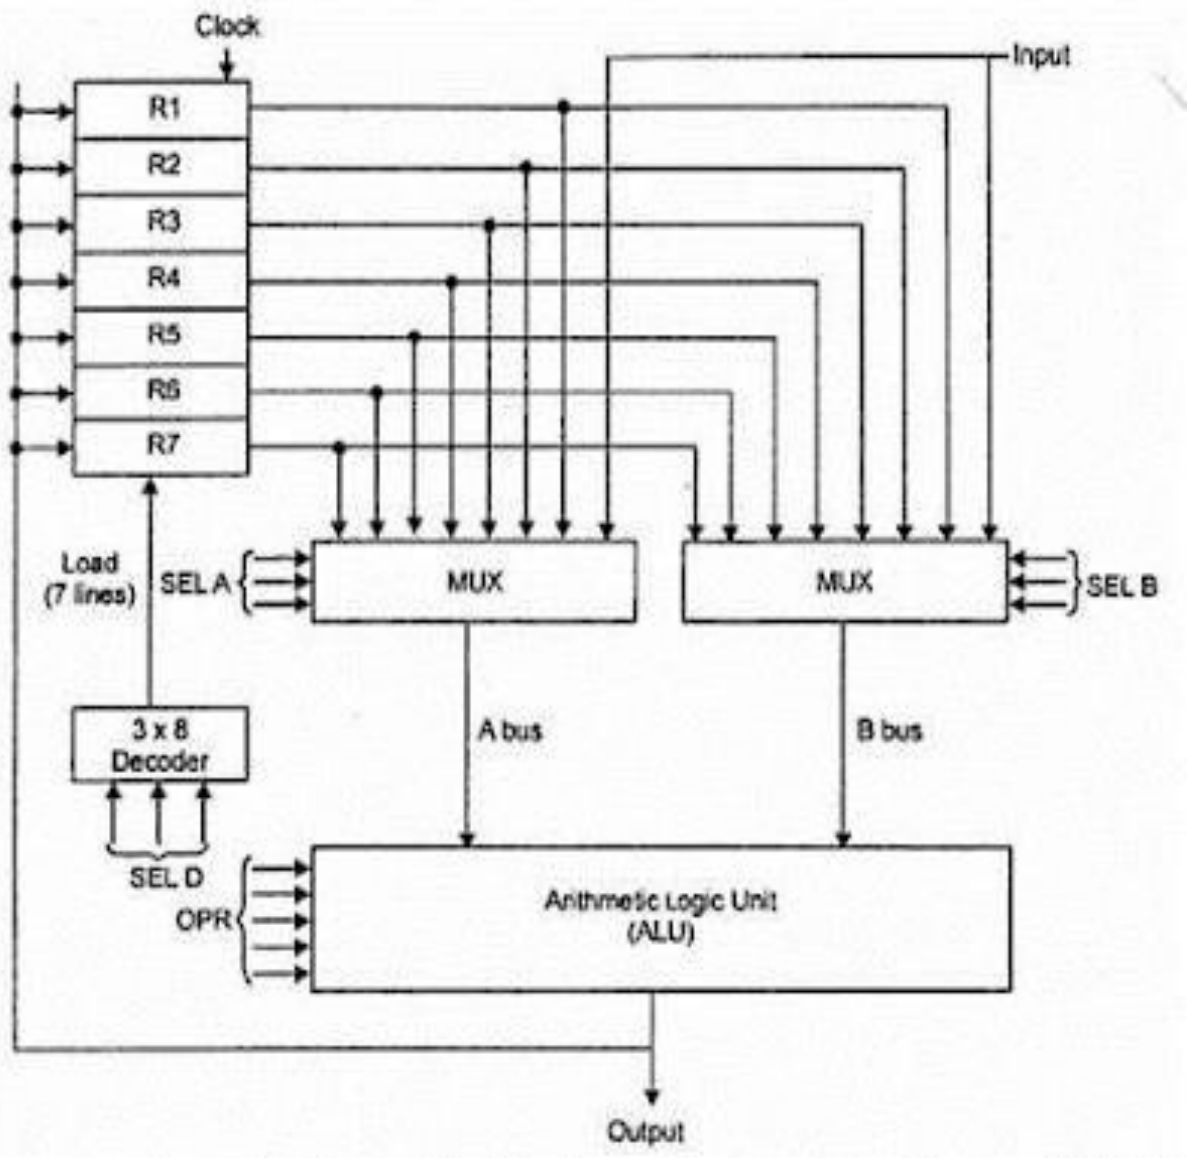 Clock
Input
R1
R2
R3
R4
R5
R6
R7
Load
(7 lines)
SEL A
MUX
MUX
SEL B
3 x 8
Decoder
A bus
B bus
SEL D
OPR
Arithmetic Logic Unit
(ALU)
Output